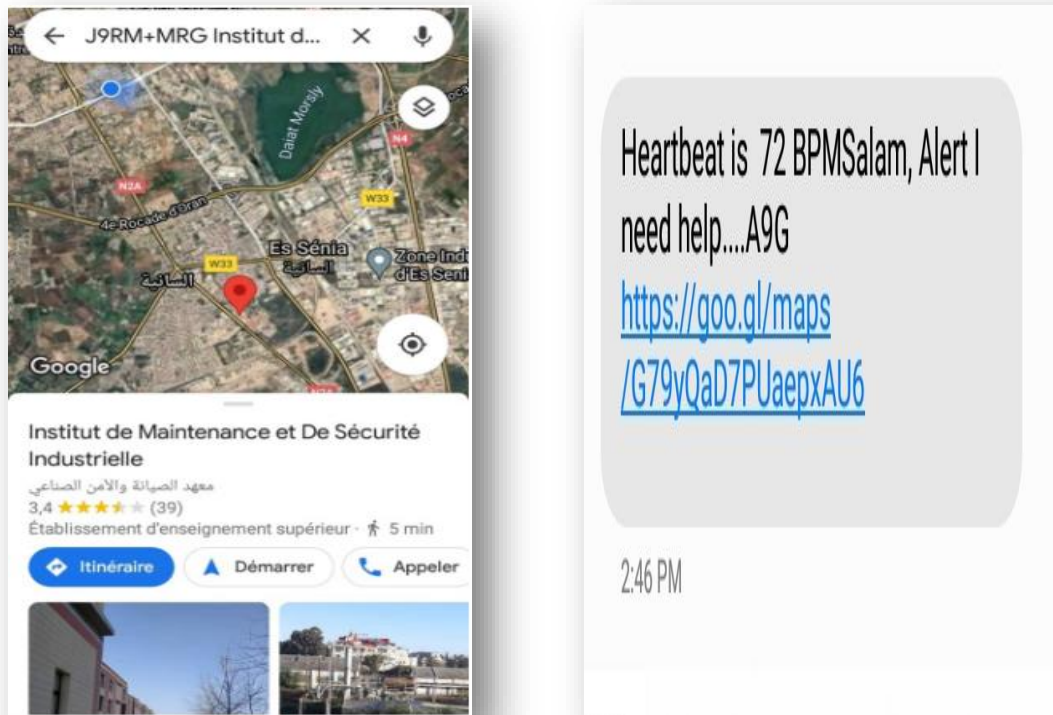 J9RM+MRG Institut d...
Daiat Morsly
N4
N2A
W33
4e Rocade d'Oran
Es Sénia
السانية
W33
السانية
Zone Indu
d'Es Seni
Google
N2A
Institut de Maintenance et De Sécurité
Industrielle
معهد الصيانة والأمن الصناعي
3,4 (39)
Établissement d'enseignement supérieur · 5 min
Itinéraire
Démarrer
Appeler
Heartbeat is 72 BPMSalam, Alert I
need help....A9G
https://goo.gl/maps
/G79yQaD7PUaepxAU6
2:46 PM